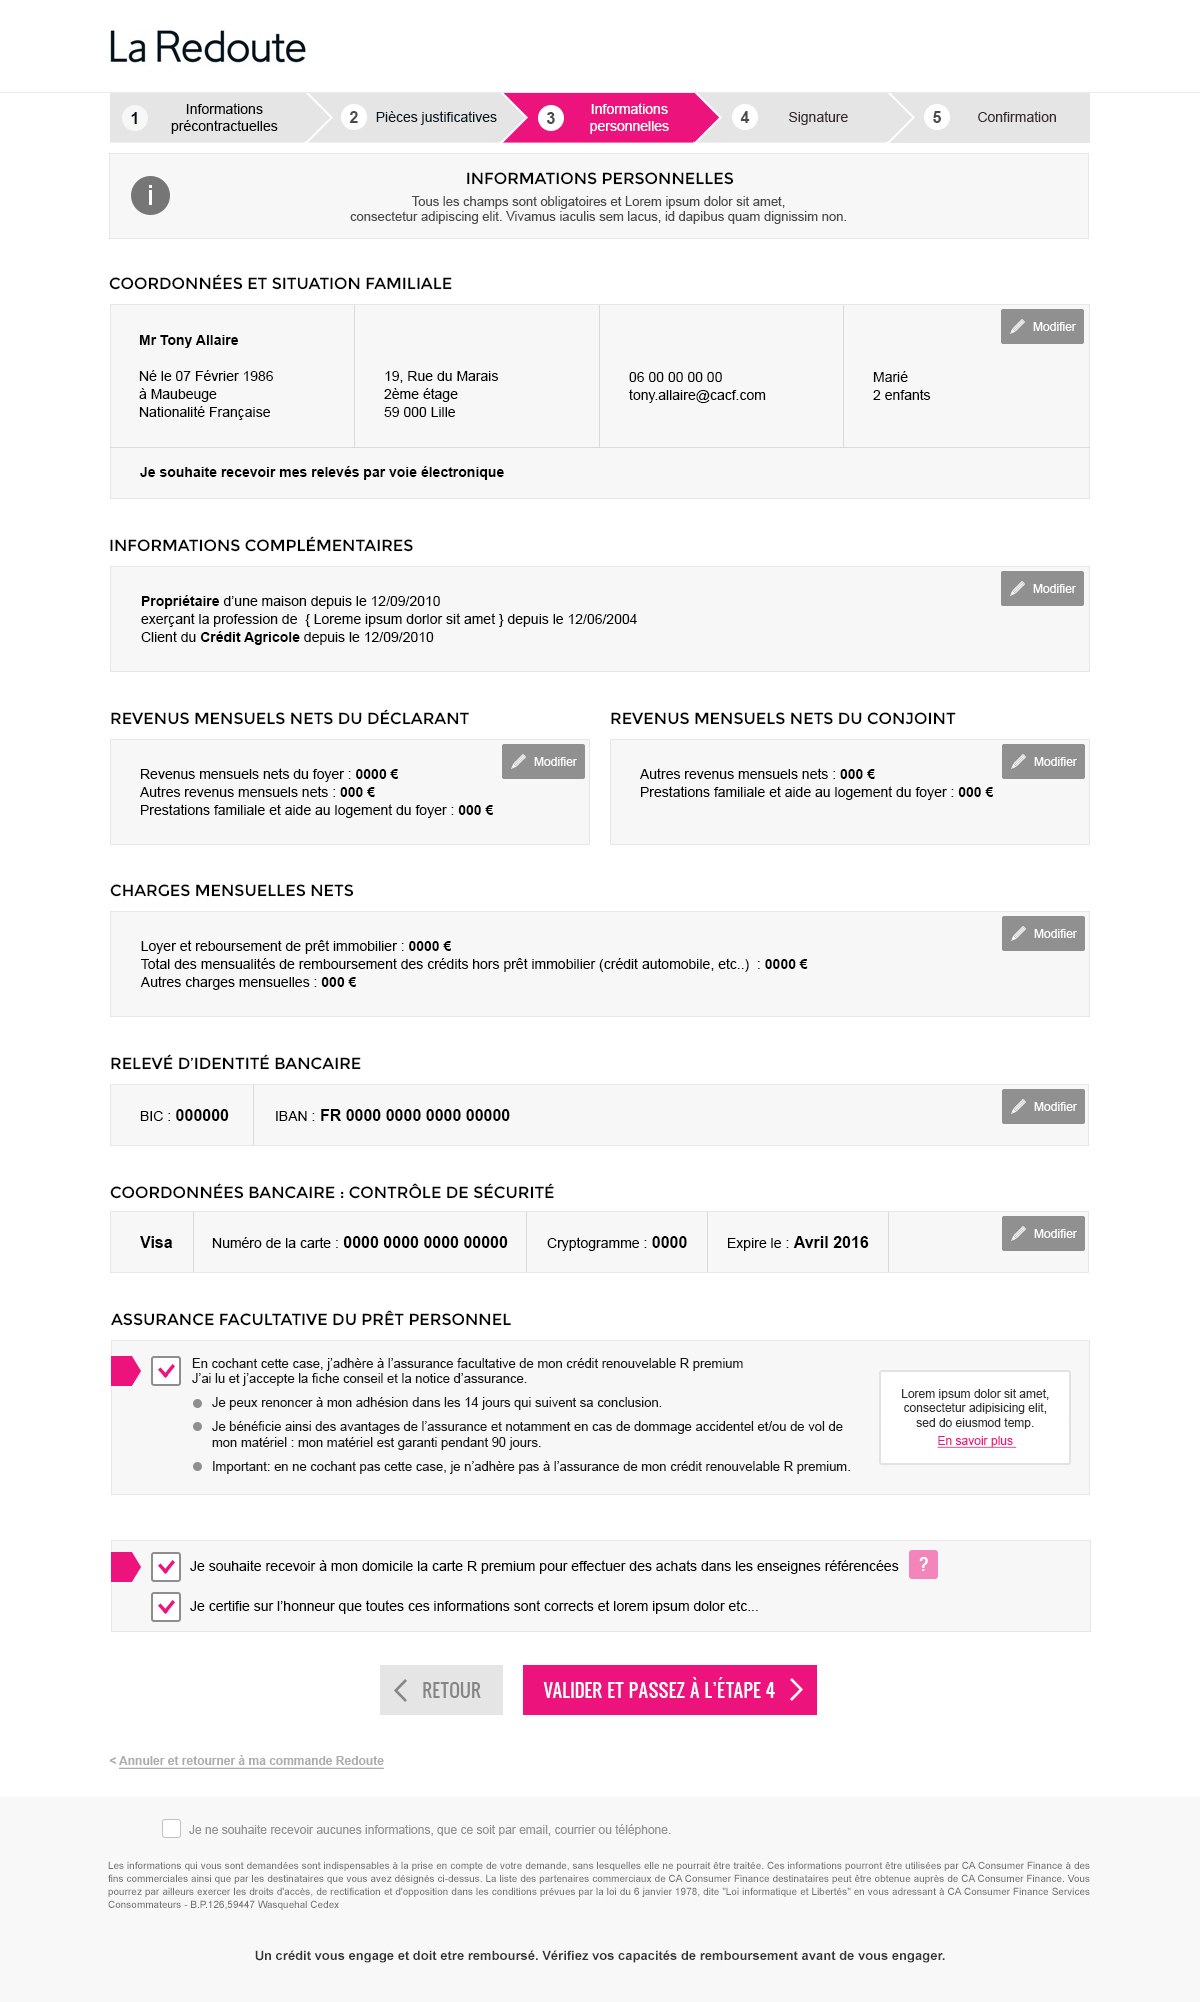 La Redoute
1 Informations précontractuelles
2 Pièces justificatives
3 Informations personnelles
4 Signature
5 Confirmation
i
INFORMATIONS PERSONNELLES
Tous les champs sont obligatoires et Lorem ipsum dolor sit amet,
consectetur adipiscing elit. Vivamus iaculis sem lacus, id dapibus quam dignissim non.
COORDONNÉES ET SITUATION FAMILIALE
Modifier
Mr Tony Allaire
Né le 07 Février 1986
à Maubeuge
Nationalité Française
19, Rue du Marais
2ème étage
59 000 Lille
06 00 00 00 00
tony.allaire@cacf.com
Marié
2 enfants
Je souhaite recevoir mes relevés par voie électronique
INFORMATIONS COMPLÉMENTAIRES
Modifier
Propriétaire d'une maison depuis le 12/09/2010
exerçant la profession de { Loreme ipsum dorlor sit amet } depuis le 12/06/2004
Client du Crédit Agricole depuis le 12/09/2010
REVENUS MENSUELS NETS DU DÉCLARANT
Modifier
Revenus mensuels nets du foyer : 0000 €
Autres revenus mensuels nets : 000 €
Prestations familiale et aide au logement du foyer : 000 €
REVENUS MENSUELS NETS DU CONJOINT
Modifier
Autres revenus mensuels nets : 000 €
Prestations familiale et aide au logement du foyer : 000 €
CHARGES MENSUELLES NETS
Modifier
Loyer et reboursement de prêt immobilier : 0000 €
Total des mensualités de remboursement des crédits hors prêt immobilier (crédit automobile, etc..) : 0000 €
Autres charges mensuelles : 000 €
RELEVÉ D'IDENTITÉ BANCAIRE
BIC : 000000
IBAN : FR 0000 0000 0000 00000
Modifier
COORDONNÉES BANCAIRE : CONTRÔLE DE SÉCURITÉ
Visa
Numéro de la carte : 0000 0000 0000 00000
Cryptogramme : 0000
Expire le : Avril 2016
Modifier
ASSURANCE FACULTATIVE DU PRÊT PERSONNEL
En cochant cette case, j'adhère à l'assurance facultative de mon crédit renouvelable R premium
J'ai lu et j'accepte la fiche conseil et la notice d'assurance.
Je peux renoncer à mon adhésion dans les 14 jours qui suivent sa conclusion.
Je bénéficie ainsi des avantages de l'assurance et notamment en cas de dommage accidentel et/ou de vol de
mon matériel : mon matériel est garanti pendant 90 jours.
Important: en ne cochant pas cette case, je n'adhère pas à l'assurance de mon crédit renouvelable R premium.
Lorem ipsum dolor sit amet,
consectetur adipisicing elit,
sed do eiusmod temp.
En savoir plus
Je souhaite recevoir à mon domicile la carte R premium pour effectuer des achats dans les enseignes référencées ?
Je certifie sur l'honneur que toutes ces informations sont corrects et lorem ipsum dolor etc...
RETOUR
VALIDER ET PASSEZ À L'ÉTAPE 4
< Annuler et retourner à ma commande Redoute
Je ne souhaite recevoir aucunes informations, que ce soit par email, courrier ou téléphone.
Les informations qui vous sont demandées sont indispensables à la prise en compte de votre demande, sans lesquelles elle ne pourrait être traitée. Ces informations pourront être utilisées par CA Consumer Finance à des
fins commerciales ainsi que par les destinataires que vous avez désignés ci-dessus. La liste des partenaires commerciaux de CA Consumer Finance destinataires peut être obtenue auprès de CA Consumer Finance. Vous
pourrez par ailleurs exercer les droits d'accès, de rectification et d'opposition dans les conditions prévues par la loi du 6 janvier 1978, dite "Loi informatique et Libertés" en vous adressant à CA Consumer Finance Services
Consommateurs - B.P.126,59447 Wasquehal Cedex
Un crédit vous engage et doit etre remboursé. Vérifiez vos capacités de remboursement avant de vous engager.